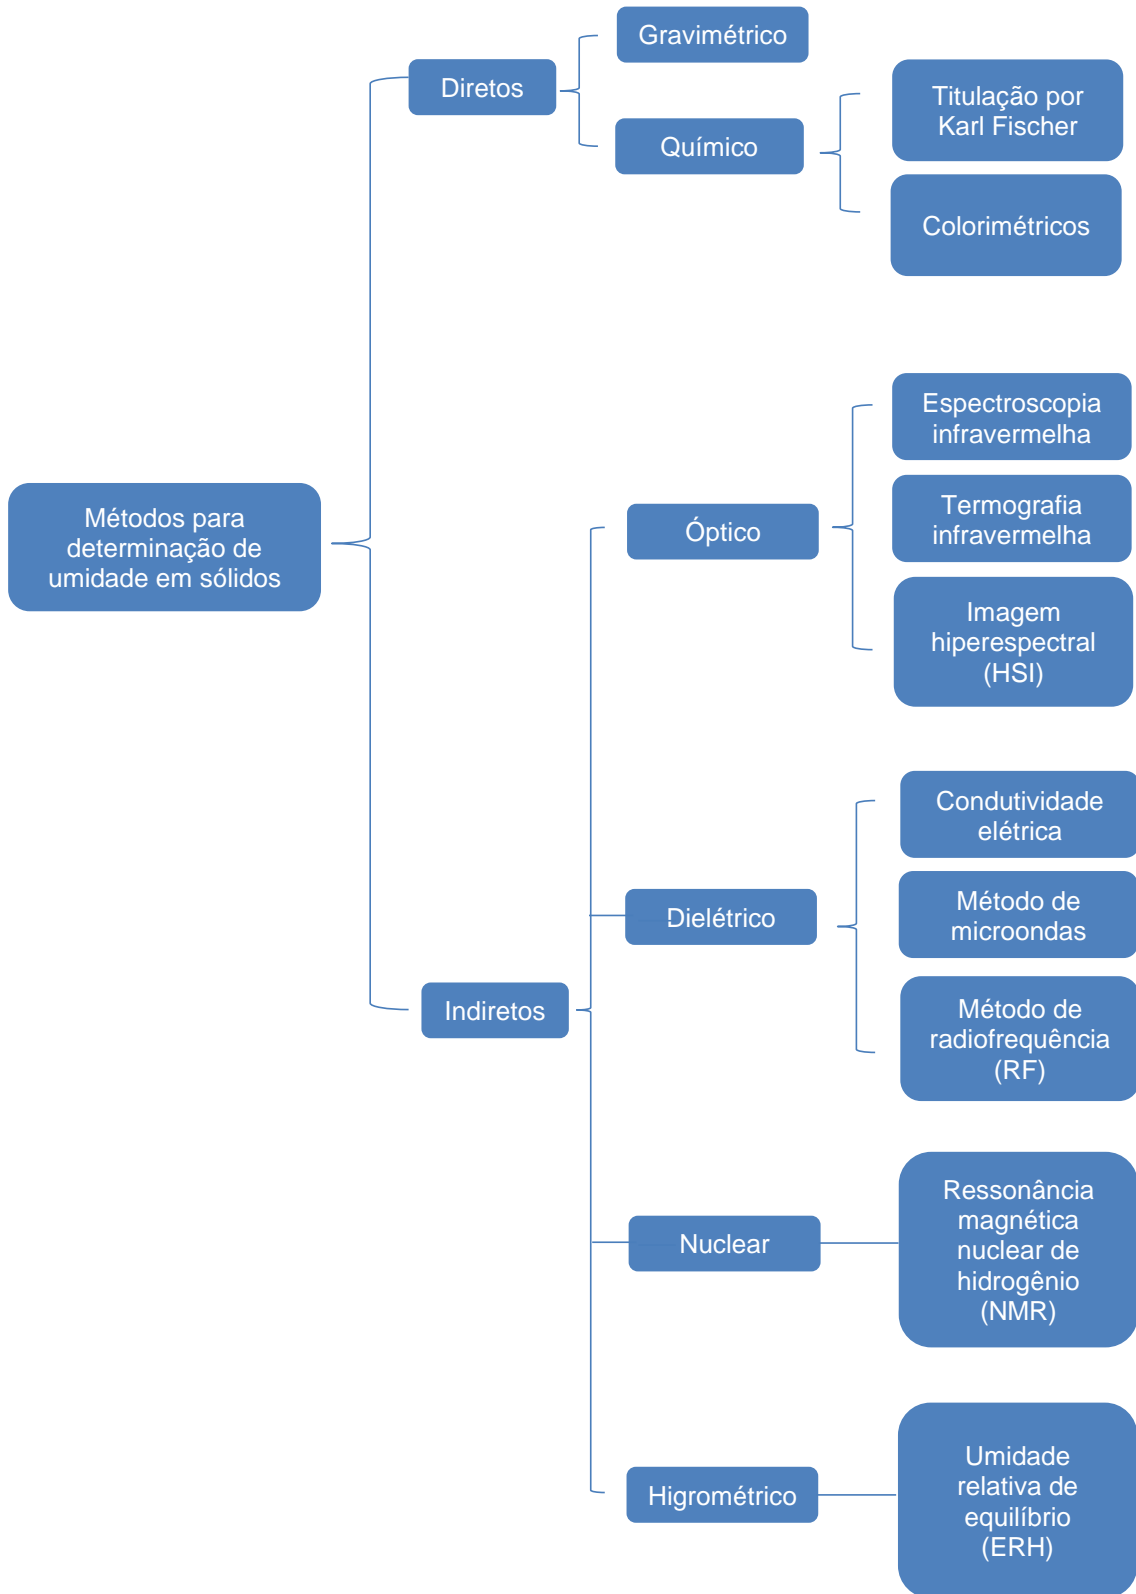 Métodos para
determinação de
umidade em sólidos
Diretos
Gravimétrico
Químico
Titulação por
Karl Fischer
Colorimétricos
Indiretos
Óptico
Espectroscopia
infravermelha
Termografia
infravermelha
Imagem
hiperespectral
(HSI)
Dielétrico
Condutividade
elétrica
Método de
microondas
Método de
radiofrequência
(RF)
Nuclear
Ressonância
magnética
nuclear de
hidrogênio
(NMR)
Higrométrico
Umidade
relativa de
equilíbrio
(ERH)